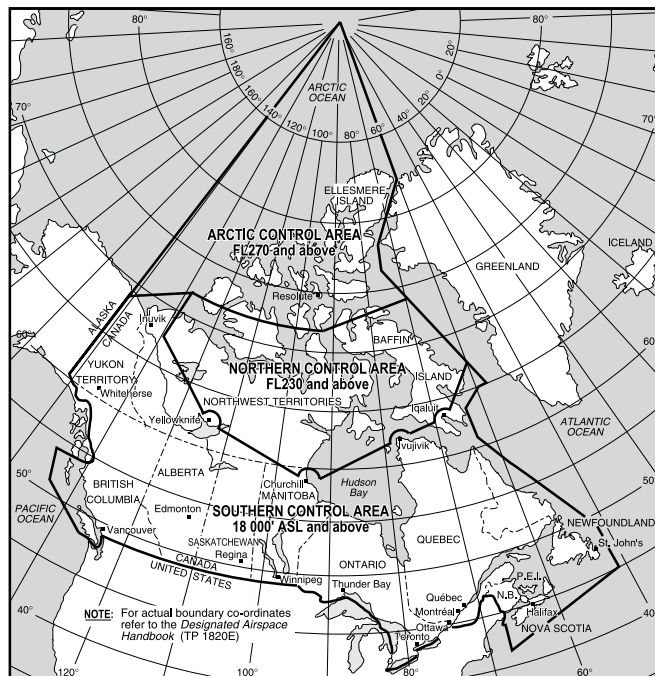 80°
80°
160°
20°
160°
0°
140°
20°
120°
40°
100°
80°
60°
ARCTIC
OCEAN
70°
70°
ELLESMERE
ISLAND
ARCTIC CONTROL AREA
FL270 and above
ICELAND
GREENLAND
Resolute
ALASKA
CANADA
Inuvik
60°
60°
BAFFIN
ISLAND
YUKON
TERRITORY
Whitehorse
NORTHERN CONTROL AREA
FL230 and above
NORTHWEST TERRITORIES
Iqaluit
Yellowknife
ATLANTIC
OCEAN
Ivujivik
50°
50°
ALBERTA
BRITISH
COLUMBIA
Churchill
MANITOBA
Hudson
Bay
PACIFIC
OCEAN
Edmonton
SOUTHERN CONTROL AREA
18 000' ASL and above
Vancouver
SASKATCHEWAN
Regina
QUEBEC
NEWFOUNDLAND
St. John's
ONTARIO
CANADA
UNITED STATES
Winnipeg
Thunder Bay
P.E.I.
N.B.
Québec
Montréal
Ottawa
Toronto
Halifax
NOVA SCOTIA
40°
40°
NOTE: For actual boundary co-ordinates
refer to the Designated Airspace
Handbook (TP 1820E)
120°
100°
80°
60°